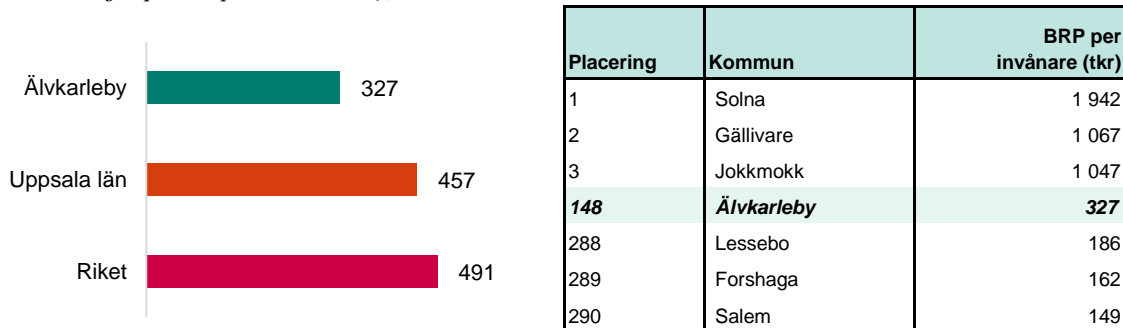 Älvkarleby 327
Uppsala län 457
Riket 491
Placering Kommun BRP per invånare (tkr)
1 Solna 1 942
2 Gällivare 1 067
3 Jokkmokk 1 047
148 Älvkarleby 327
288 Lessebo 186
289 Forshaga 162
290 Salem 149